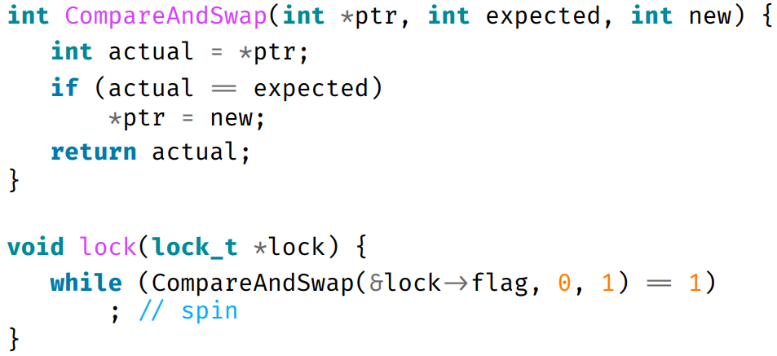 int CompareAndSwap(int *ptr, int expected, int new) {
int actual = *ptr;
if (actual == expected)
*ptr = new;
return actual;
}
void lock(lock_t *lock) {
while (CompareAndSwap(&lock->flag, 0, 1) == 1)
; // spin
}